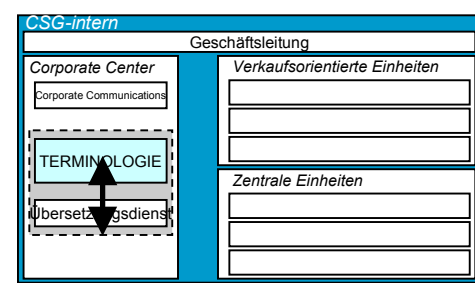 CSG-intern
Geschäftsleitung
Corporate Center
Corporate Communications
TERMINOLOGIE
Übersetzungsdienst
Verkaufsorientierte Einheiten
Zentrale Einheiten